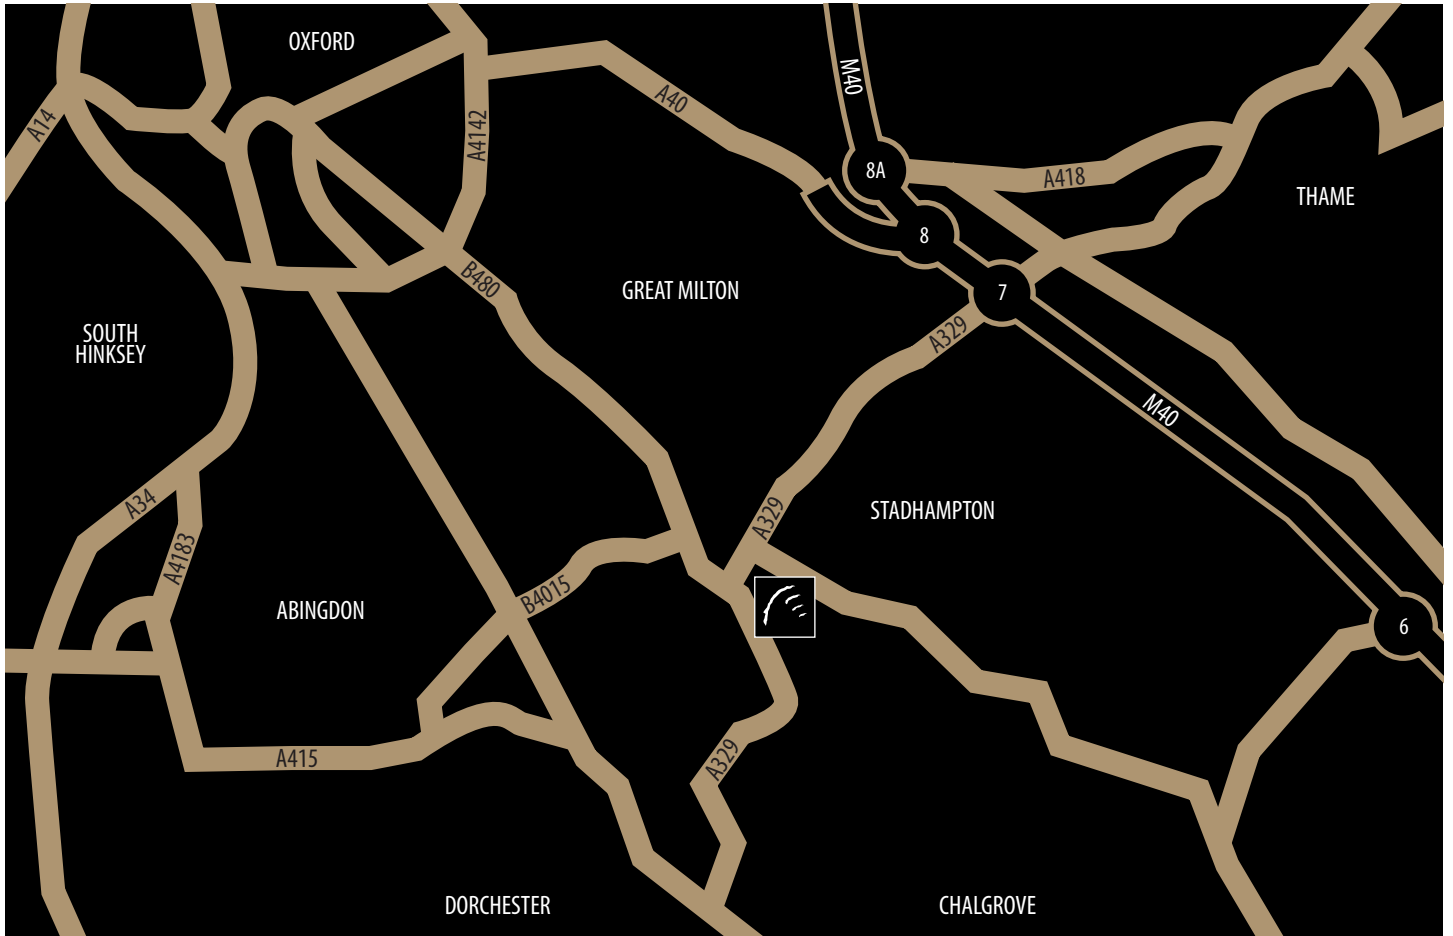 OXFORD
M40
A40
A14
A4142
8A
A418
THAME
8
B480
GREAT MILTON
7
SOUTH
HINKSEY
A329
M40
A34
A329
STADHAMPTON
A4183
B4015
ABINGDON
6
A415
A329
DORCHESTER
CHALGROVE